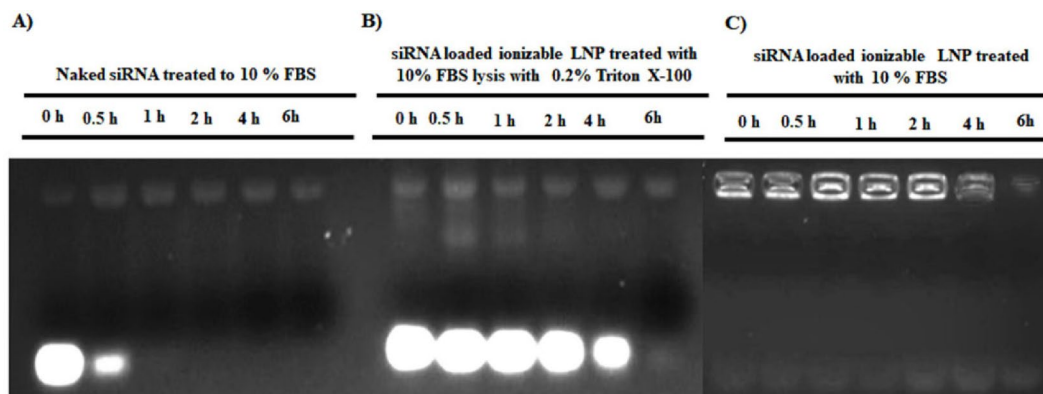 A)
Naked siRNA treated to 10 % FBS
0 h 0.5 h 1 h 2 h 4 h 6h
B)
siRNA loaded ionizable LNP treated with
10% FBS lysis with 0.2% Triton X-100
0 h 0.5 h 1 h 2 h 4 h 6h
C)
siRNA loaded ionizable LNP treated
with 10 % FBS
0 h 0.5 h 1 h 2 h 4 h 6h